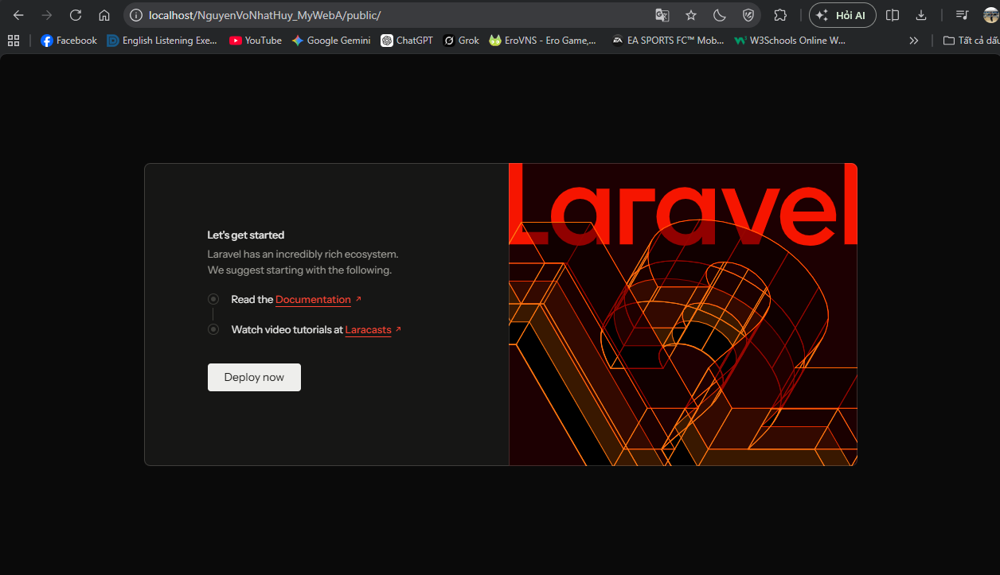 localhost/NguyenVoNhatHuy_MyWebA/public/
Hỏi AI
Facebook
English Listening Exe...
YouTube
Google Gemini
ChatGPT
Grok
EroVNS - Ero Game,...
EA SPORTS FC™ Mob...
W3Schools Online W...
Tất cả dấu
Laravel
Let's get started
Laravel has an incredibly rich ecosystem.
We suggest starting with the following.
Read the Documentation
Watch video tutorials at Laracasts
Deploy now